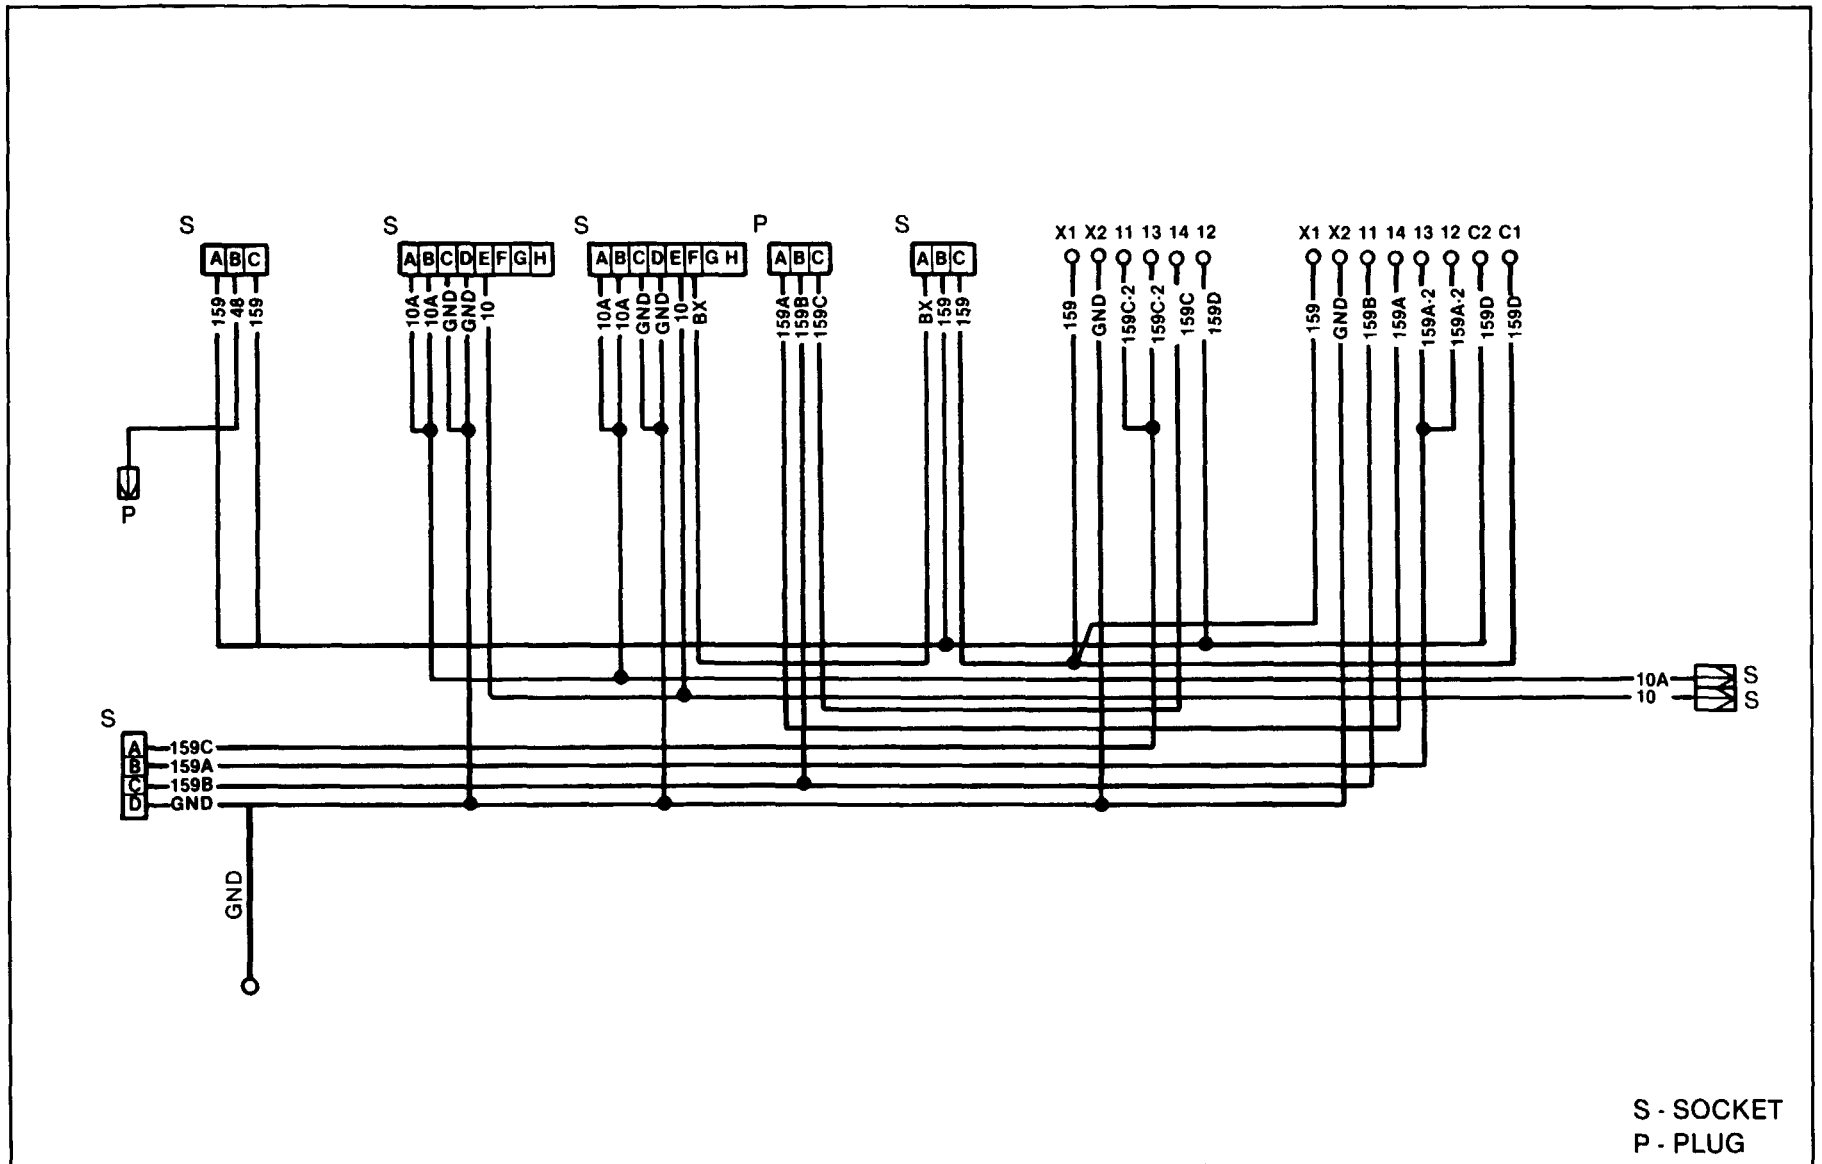 S S S P S
X1 X2 11 13 14 12 X1 X2 11 14 13 12 C2 C1
A B C A B C D E F G H A B C D E F G H A B C A B C
159 48 159 10A 10A GND GND 10 10A 10A GND GND 10 BX 159A 159B 159C BX 159 159 159 GND 159C-2 159C-2 159C 159D 159 GND 159B 159A 159A-2 159A-2 159D 159D
P
10A S
10 S
S
A 159C
B 159A
C 159B
D GND
GND
S - SOCKET
P - PLUG